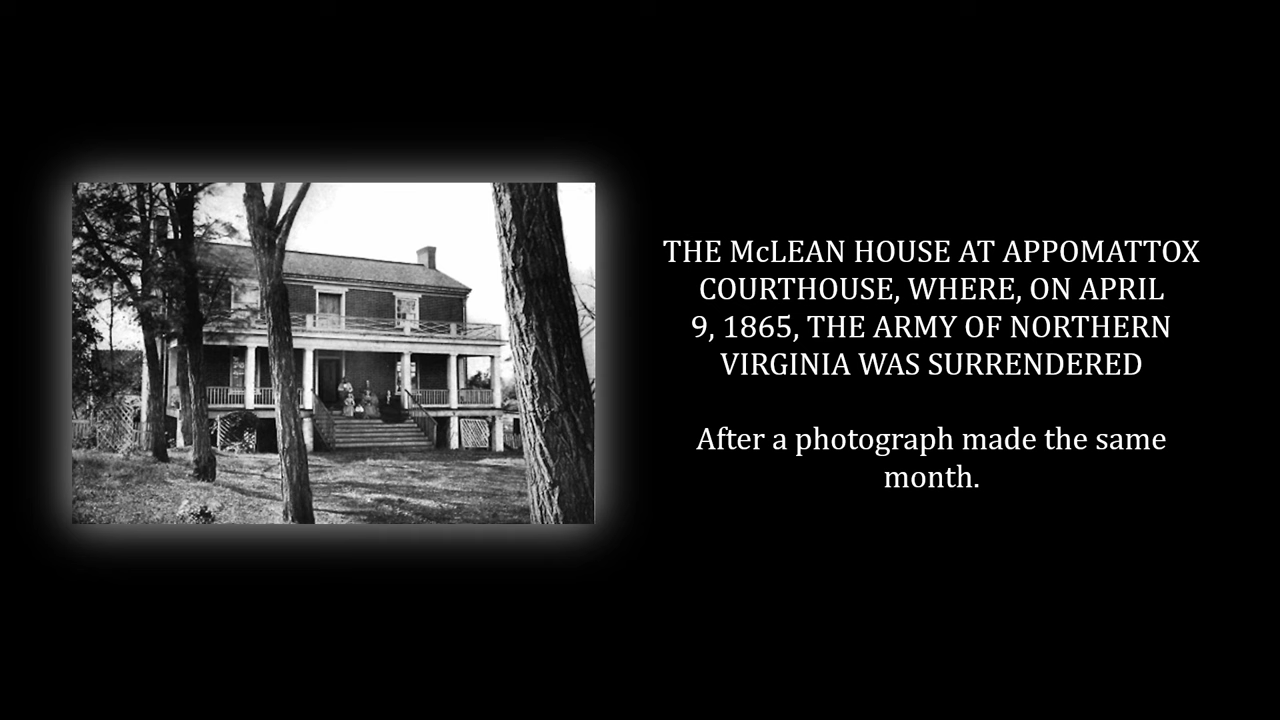 THE McLEAN HOUSE AT APPOMATTOX
COURTHOUSE, WHERE, ON APRIL
9, 1865, THE ARMY OF NORTHERN
VIRGINIA WAS SURRENDERED
After a photograph made the same
month.